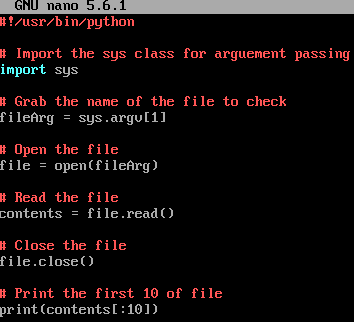 GNU nano 5.6.1
#!/usr/bin/python
# Import the sys class for arguement passing
import sys
# Grab the name of the file to check
fileArg = sys.argv[1]
# Open the file
file = open(fileArg)
# Read the file
contents = file.read()
# Close the file
file.close()
# Print the first 10 of file
print(contents[:10])